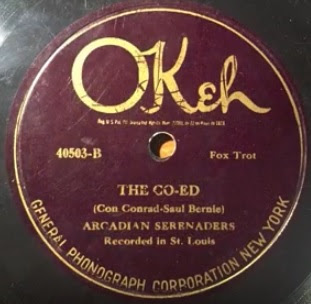 OKeh
40503-B
Fox Trot
THE CO-ED
(Con Conrad-Saul Bernie)
ARCADIAN SERENADERS
Recorded in St. Louis
GENERAL PHONOGRAPH CORPORATION NEW YORK